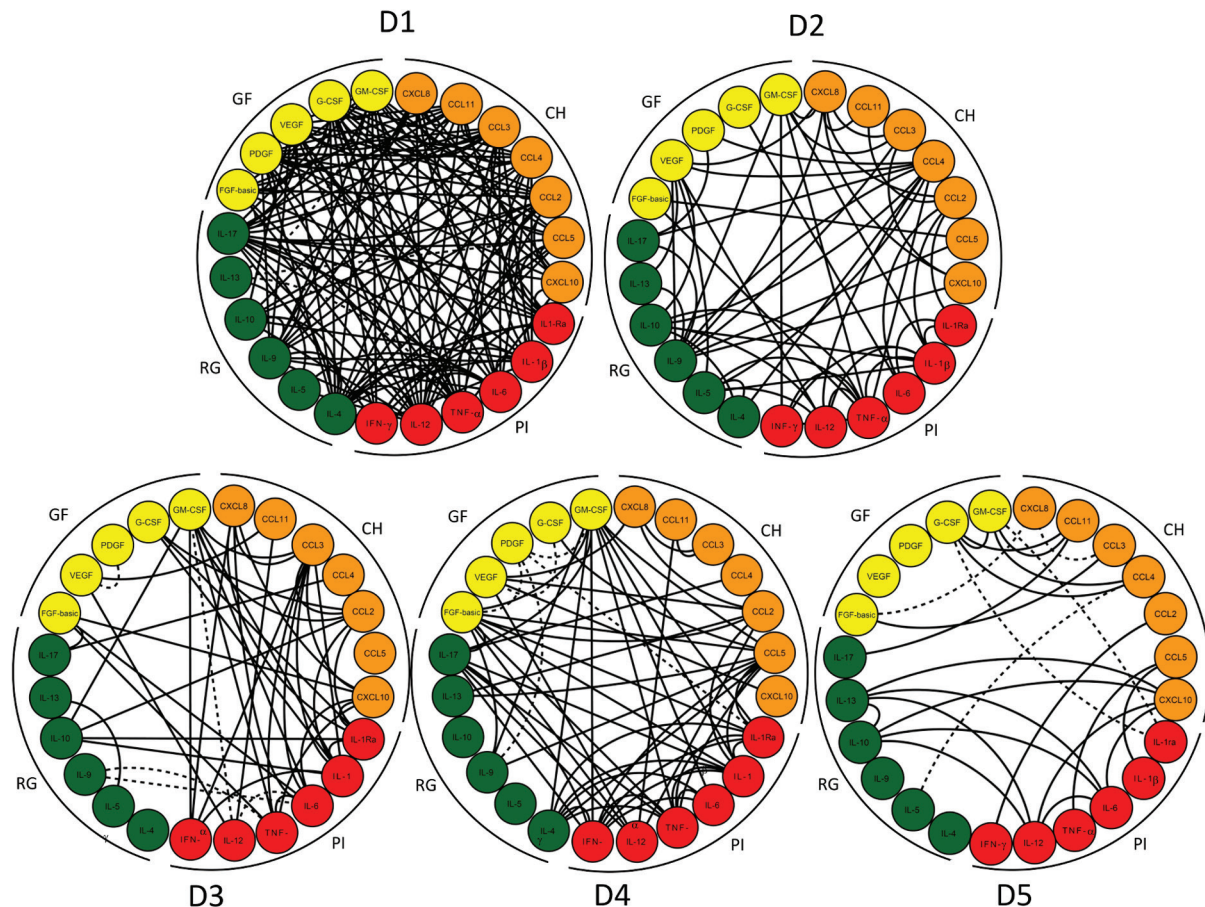 D1
D2
GF
CH
RG
PI
GM-CSF
CXCL8
CCL11
CCL3
CCL4
CCL2
CCL5
CXCL10
IL1-Ra
IL-1β
IL-6
TNF-α
IL-12
IFN-γ
IL-4
IL-5
IL-9
IL-10
IL-13
IL-17
FGF-basic
PDGF
VEGF
G-CSF
GF
CH
RG
PI
GM-CSF
CXCL8
CCL11
CCL3
CCL4
CCL2
CCL5
CXCL10
IL-1Ra
IL-1β
IL-6
TNF-α
IL-12
INF-γ
IL-4
IL-5
IL-9
IL-10
IL-13
IL-17
FGF-basic
VEGF
PDGF
G-CSF
GF
CH
RG
PI
GM-CSF
CXCL8
CCL11
CCL3
CCL4
CCL2
CCL5
CXCL10
IL-1Ra
IL-1
IL-6
TNF-
IL-12
IFN-
α
IL-4
γ
IL-5
IL-9
IL-10
IL-13
IL-17
FGF-basic
VEGF
PDGF
G-CSF
D3
GF
CH
RG
PI
GM-CSF
CXCL8
CCL11
CCL3
CCL4
CCL2
CCL5
CXCL10
IL-1Ra
IL-1
β
IL-6
TNF-
α
IL-12
IFN-
IL-4
γ
IL-5
IL-9
IL-10
IL-13
IL-17
FGF-basic
VEGF
PDGF
G-CSF
D4
GF
CH
RG
PI
GM-CSF
CXCL8
CCL11
CCL3
CCL4
CCL2
CCL5
CXCL10
IL-1ra
IL-1β
IL-6
TNF-α
IL-12
IFN-γ
IL-4
IL-5
IL-9
IL-10
IL-13
IL-17
FGF-basic
VEGF
PDGF
G-CSF
D5